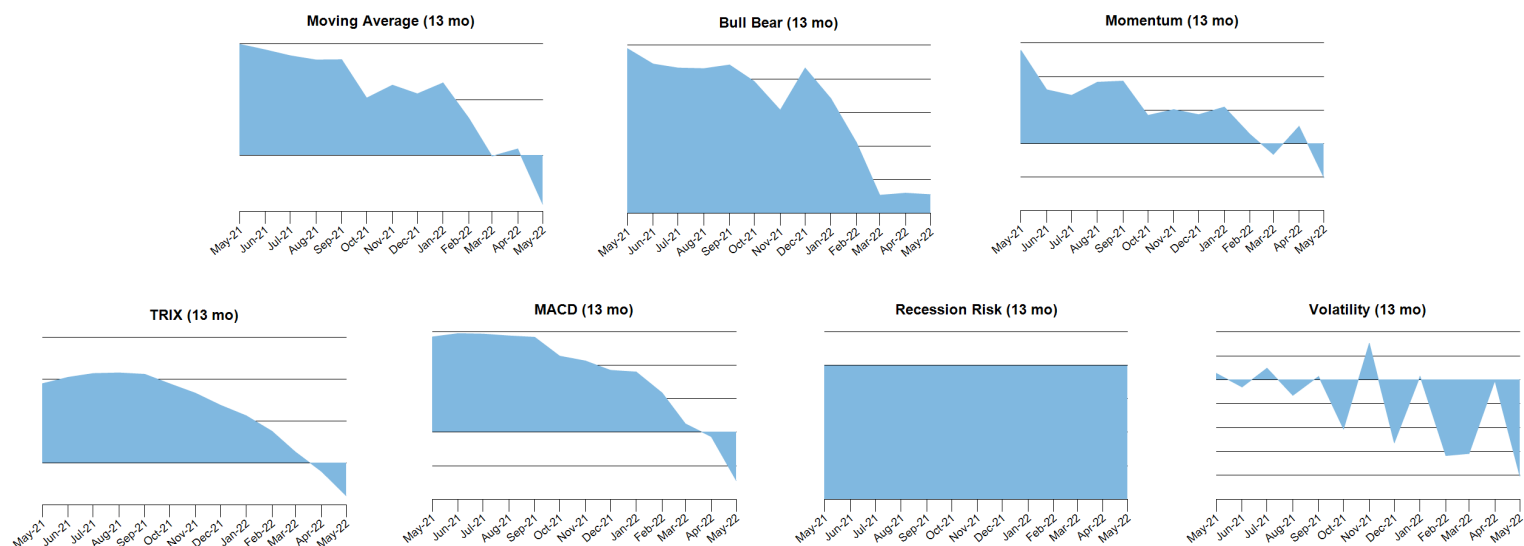 Moving Average (13 mo)
May-21 Jun-21 Jul-21 Aug-21 Sep-21 Oct-21 Nov-21 Dec-21 Jan-22 Feb-22 Mar-22 Apr-22 May-22
Bull Bear (13 mo)
May-21 Jun-21 Jul-21 Aug-21 Sep-21 Oct-21 Nov-21 Dec-21 Jan-22 Feb-22 Mar-22 Apr-22 May-22
Momentum (13 mo)
May-21 Jun-21 Jul-21 Aug-21 Sep-21 Oct-21 Nov-21 Dec-21 Jan-22 Feb-22 Mar-22 Apr-22 May-22
TRIX (13 mo)
May-21 Jun-21 Jul-21 Aug-21 Sep-21 Oct-21 Nov-21 Dec-21 Jan-22 Feb-22 Mar-22 Apr-22 May-22
MACD (13 mo)
May-21 Jun-21 Jul-21 Aug-21 Sep-21 Oct-21 Nov-21 Dec-21 Jan-22 Feb-22 Mar-22 Apr-22 May-22
Recession Risk (13 mo)
May-21 Jun-21 Jul-21 Aug-21 Sep-21 Oct-21 Nov-21 Dec-21 Jan-22 Feb-22 Mar-22 Apr-22 May-22
Volatility (13 mo)
May-21 Jun-21 Jul-21 Aug-21 Sep-21 Oct-21 Nov-21 Dec-21 Jan-22 Feb-22 Mar-22 Apr-22 May-22